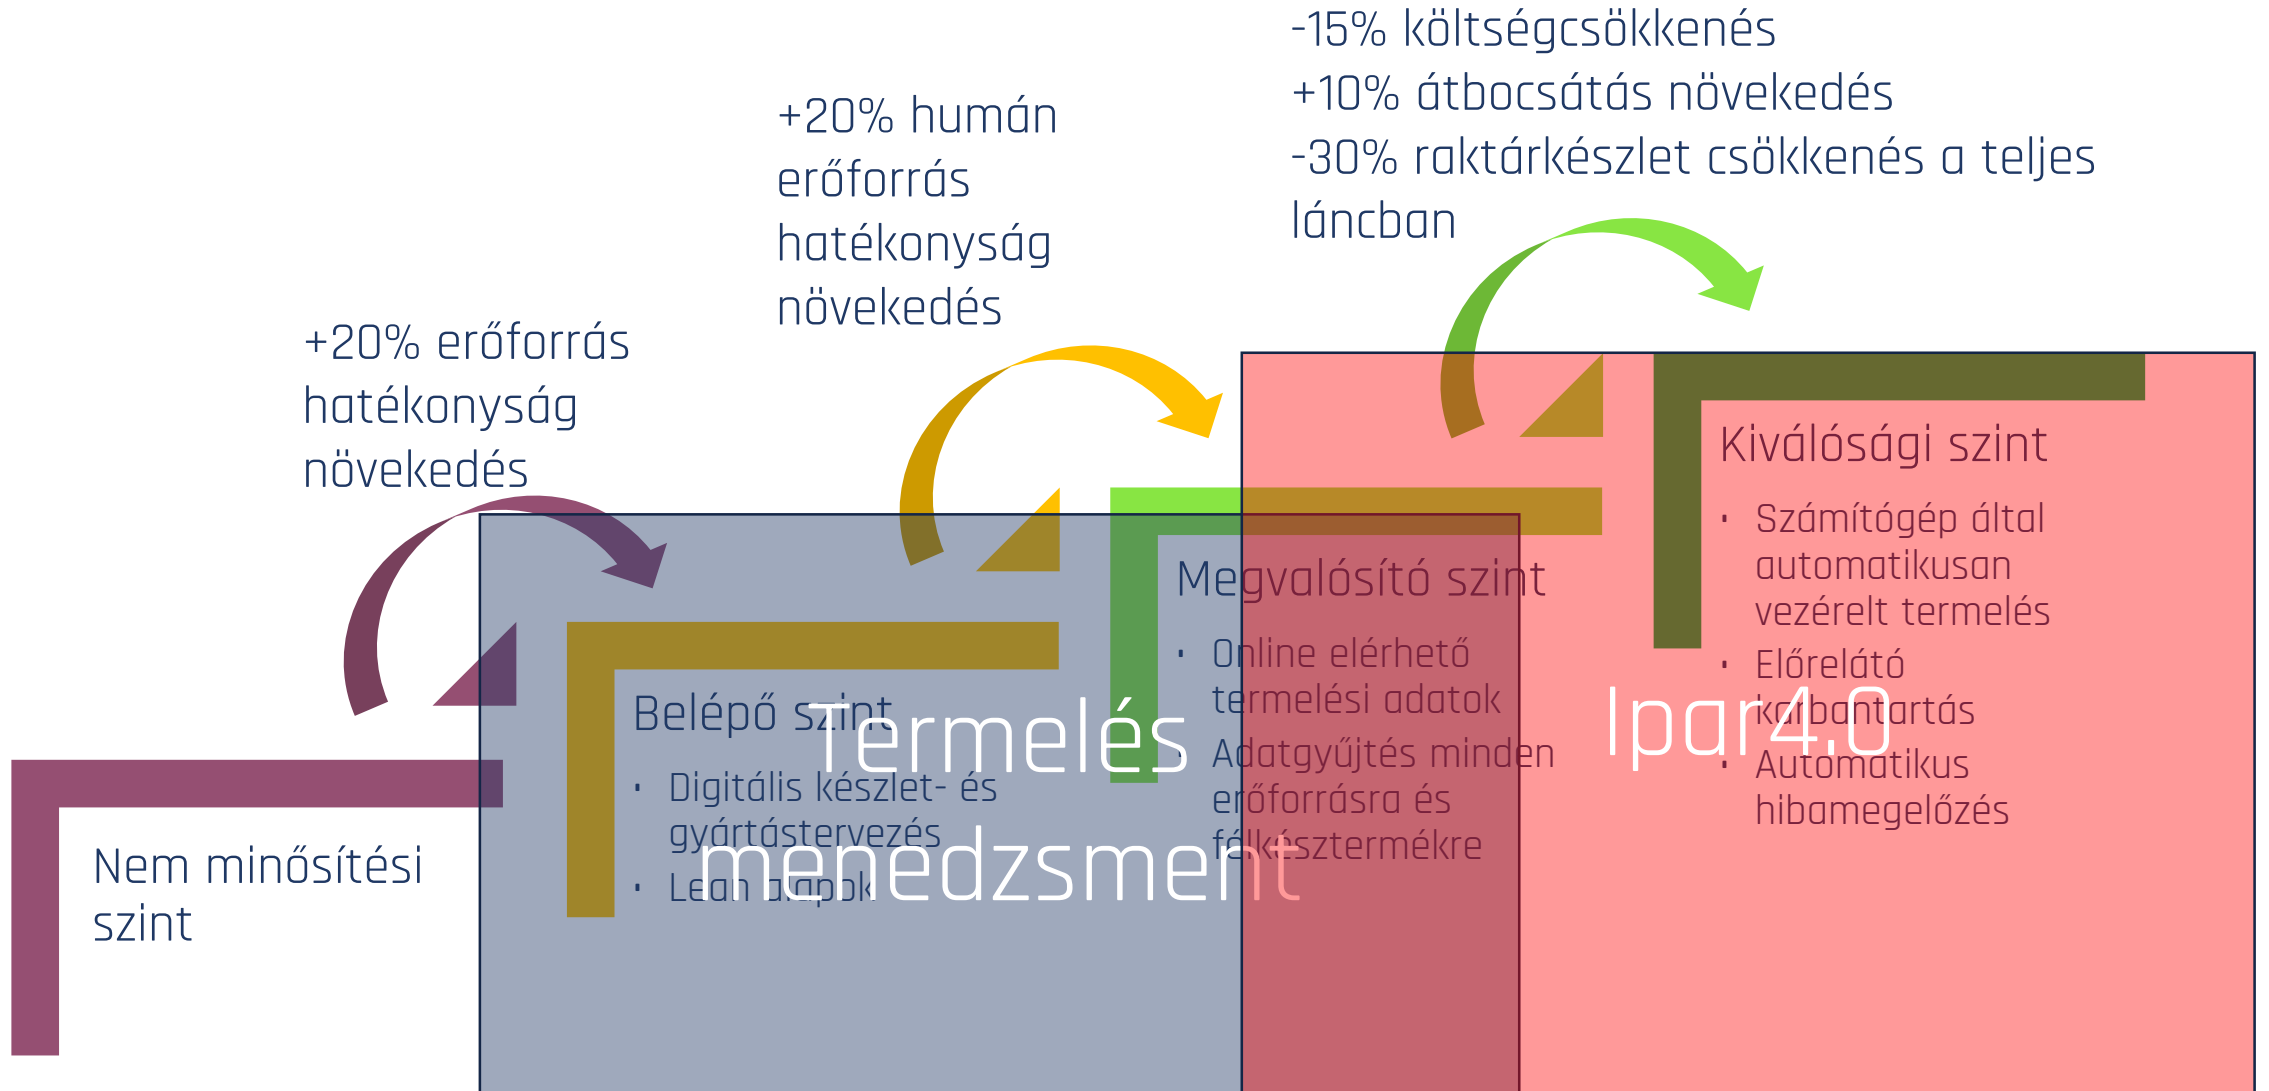 -15% költségcsökkenés
+10% átbocsátás növekedés
-30% raktárkészlet csökkenés a teljes
láncban
+20% humán
erőforrás
hatékonyság
növekedés
+20% erőforrás
hatékonyság
növekedés
Nem minősítési
szint
Belépő szint
• Digitális készlet- és
gyártástervezés
• Lean alapok
Termelés
menedzsment
Megvalósító szint
• Online elérhető
termelési adatok
• Adatgyűjtés minden
erőforrásra és
félkésztermékre
Kiválósági szint
• Számítógép által
automatikusan
vezérelt termelés
• Előrelátó
karbantartás
• Automatikus
hibamegelőzés
Ipar4.0